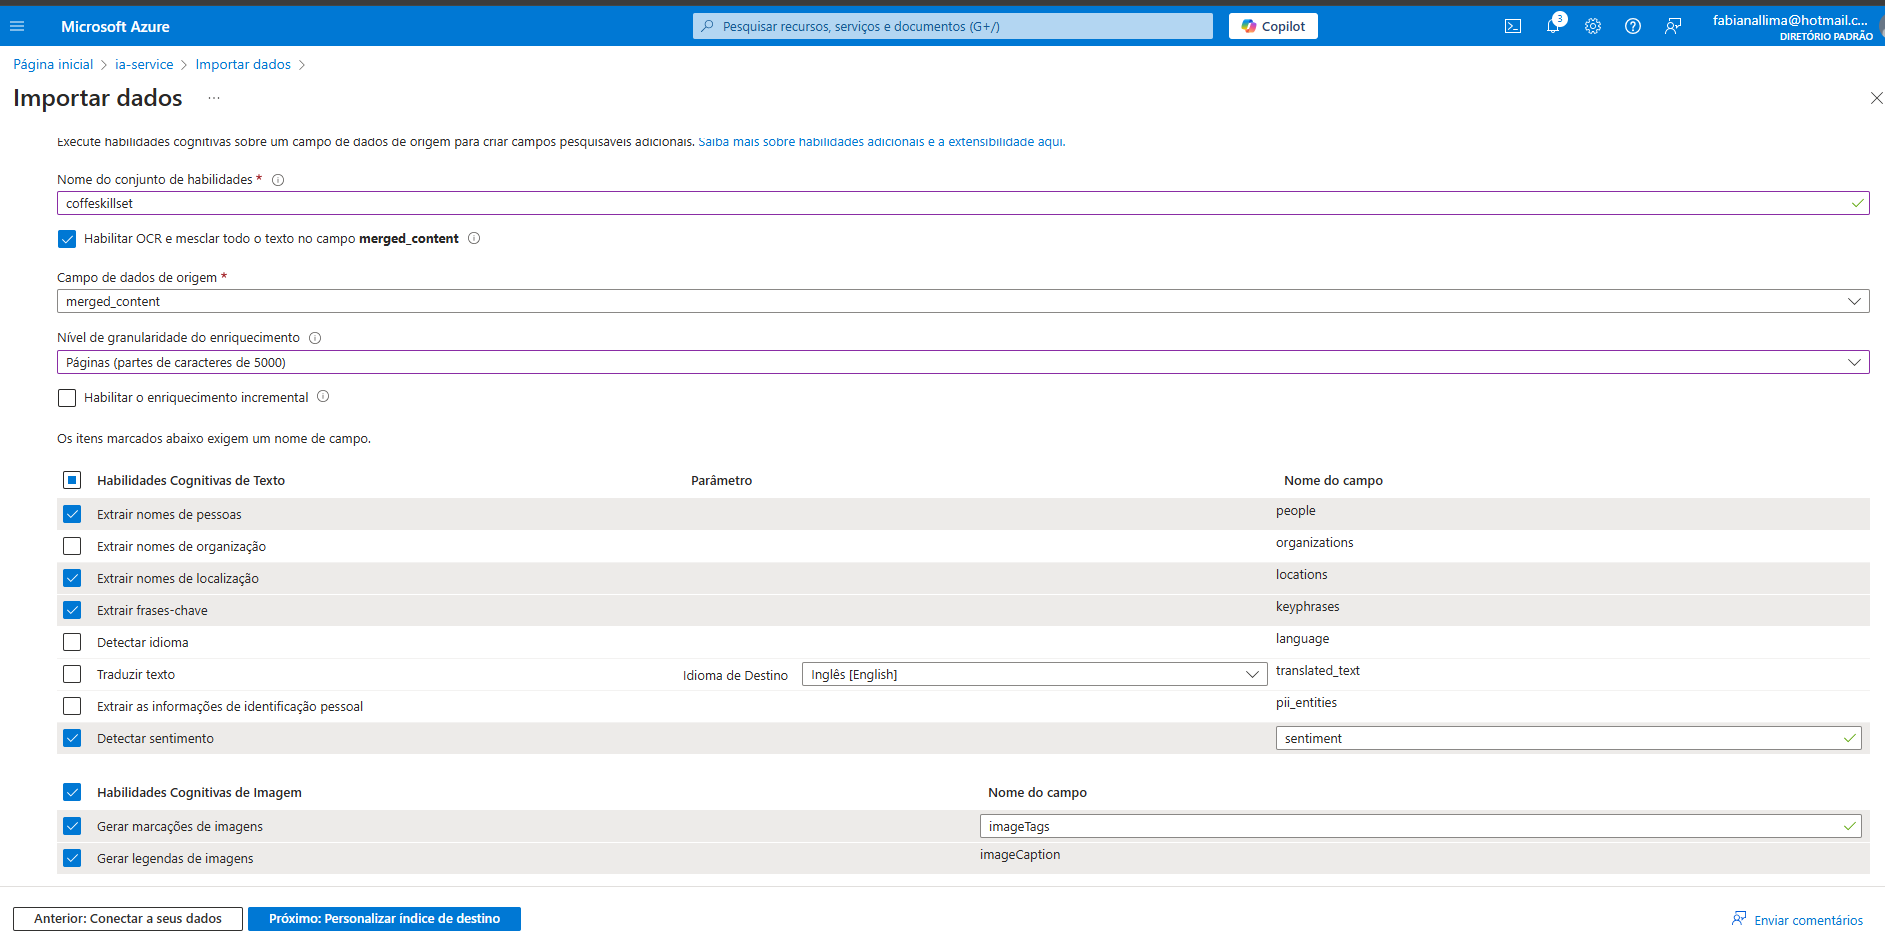 Microsoft Azure
Pesquisar recursos, serviços e documentos (G+/)
Copilot
3
fabianallima@hotmail.c...
DIRETÓRIO PADRÃO
Página inicial > ia-service > Importar dados >
Importar dados ...
Execute habilidades cognitivas sobre um campo de dados de origem para criar campos pesquisáveis adicionais. Saiba mais sobre habilidades adicionais e a extensibilidade aqui.
Nome do conjunto de habilidades *
coffeskillset
Habilitar OCR e mesclar todo o texto no campo merged_content
Campo de dados de origem *
merged_content
Nível de granularidade do enriquecimento
Páginas (partes de caracteres de 5000)
Habilitar o enriquecimento incremental
Os itens marcados abaixo exigem um nome de campo.
Habilidades Cognitivas de Texto Parâmetro Nome do campo
Extrair nomes de pessoas people
Extrair nomes de organização organizations
Extrair nomes de localização locations
Extrair frases-chave keyphrases
Detectar idioma language
Traduzir texto Idioma de Destino Inglês [English] translated_text
Extrair as informações de identificação pessoal pii_entities
Detectar sentimento sentiment
Habilidades Cognitivas de Imagem Nome do campo
Gerar marcações de imagens imageTags
Gerar legendas de imagens imageCaption
Anterior: Conectar a seus dados Próximo: Personalizar índice de destino Enviar comentários